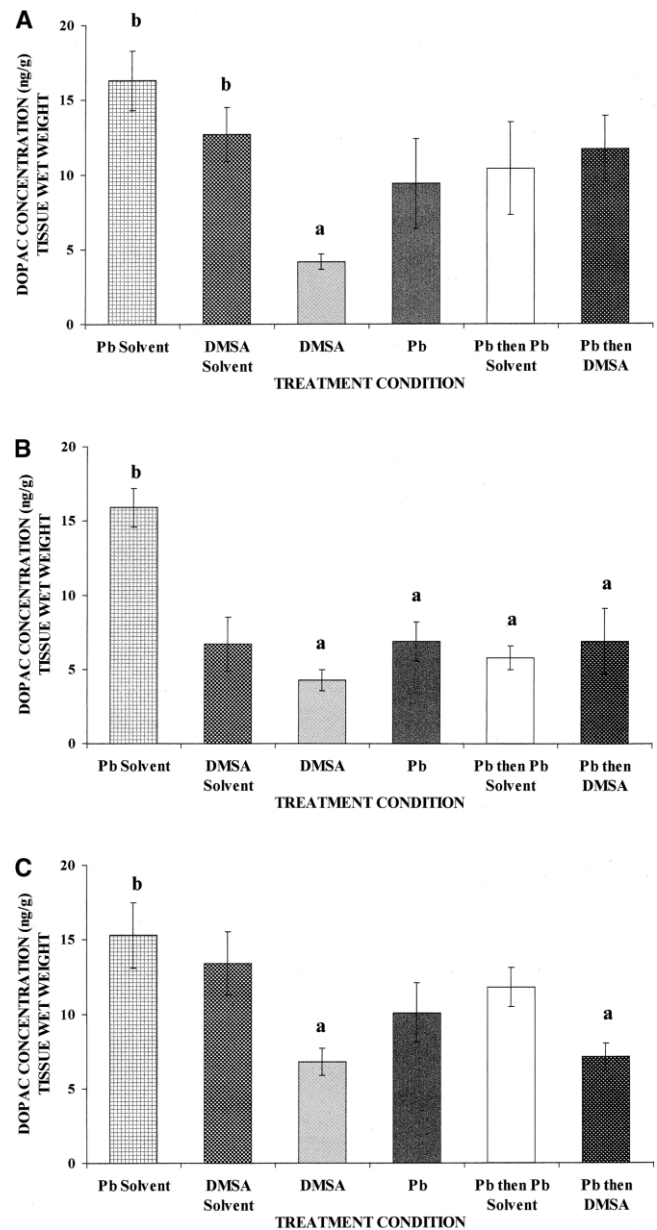 A
DOPAC CONCENTRATION (ng/g)
TISSUE WET WEIGHT
20
15
10
5
0
b
b
a
Pb Solvent
DMSA
Solvent
DMSA
Pb
Pb then Pb
Solvent
Pb then
DMSA
TREATMENT CONDITION
B
DOPAC CONCENTRATION (ng/g)
TISSUE WET WEIGHT
20
15
10
5
0
b
a
a
a
a
Pb Solvent
DMSA
Solvent
DMSA
Pb
Pb then Pb
Solvent
Pb then
DMSA
TREATMENT CONDITION
C
DOPAC CONCENTRATION (ng/g)
TISSUE WET WEIGHT
20
15
10
5
0
b
a
a
Pb Solvent
DMSA
Solvent
DMSA
Pb
Pb then Pb
Solvent
Pb then
DMSA
TREATMENT CONDITION